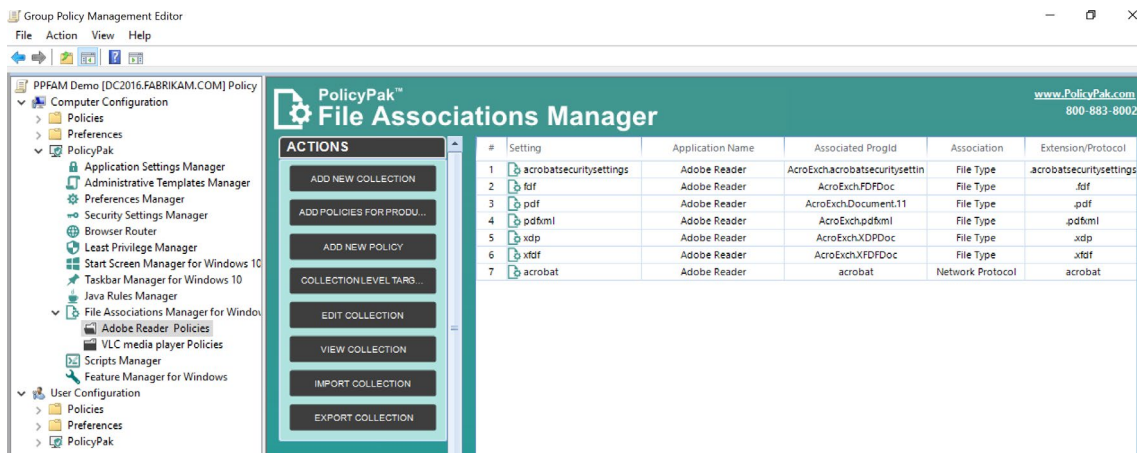 Group Policy Management Editor
File Action View Help
PPFAM Demo [DC2016.FABRIKAM.COM] Policy
Computer Configuration
Policies
Preferences
PolicyPak
Application Settings Manager
Administrative Templates Manager
Preferences Manager
Security Settings Manager
Browser Router
Least Privilege Manager
Start Screen Manager for Windows 10
Taskbar Manager for Windows 10
Java Rules Manager
File Associations Manager for Window
Adobe Reader Policies
VLC media player Policies
Scripts Manager
Feature Manager for Windows
User Configuration
Policies
Preferences
PolicyPak
PolicyPak™
File Associations Manager
www.PolicyPak.com
800-883-8002
ACTIONS
ADD NEW COLLECTION
ADD POLICIES FOR PRODU...
ADD NEW POLICY
COLLECTION LEVEL TARG...
EDIT COLLECTION
VIEW COLLECTION
IMPORT COLLECTION
EXPORT COLLECTION
# Setting Application Name Associated ProgId Association Extension/Protocol
1 acrobatsecuritysettings Adobe Reader AcroExch.acrobatsecuritysettin File Type .acrobatsecuritysettings
2 fdf Adobe Reader AcroExch.FDFDoc File Type .fdf
3 pdf Adobe Reader AcroExch.Document.11 File Type .pdf
4 pdfxml Adobe Reader AcroExch.pdfxml File Type .pdfxml
5 xdp Adobe Reader AcroExch.XDPDoc File Type .xdp
6 xfdf Adobe Reader AcroExch.XFDFDoc File Type .xfdf
7 acrobat Adobe Reader acrobat Network Protocol acrobat